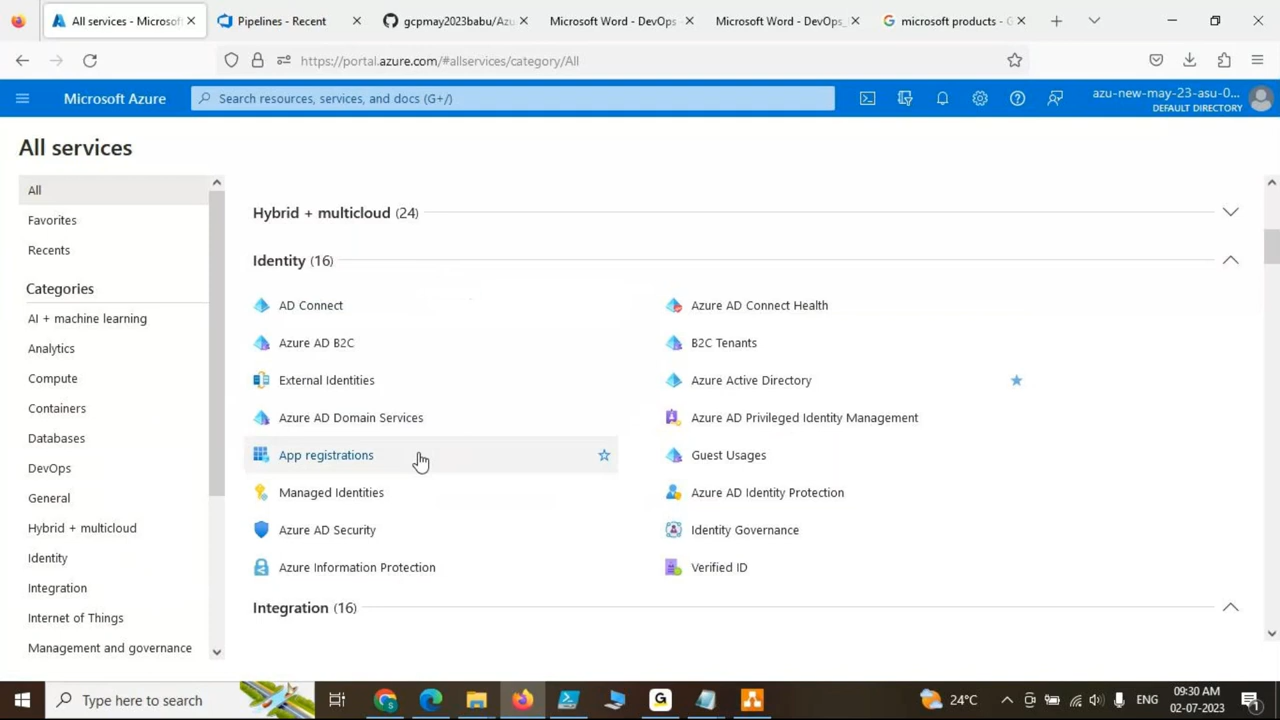 All services - Microsof
Pipelines - Recent
gcpmay2023babu/Azu
Microsoft Word - DevOps -
Microsoft Word - DevOps_
microsoft products - G
https://portal.azure.com/#allservices/category/All
Microsoft Azure
Search resources, services, and docs (G+/)
azu-new-may-23-asu-0...
DEFAULT DIRECTORY
All services
All
Favorites
Recents
Categories
AI + machine learning
Analytics
Compute
Containers
Databases
DevOps
General
Hybrid + multicloud
Identity
Integration
Internet of Things
Management and governance
Hybrid + multicloud (24)
Identity (16)
AD Connect
Azure AD Connect Health
Azure AD B2C
B2C Tenants
External Identities
Azure Active Directory
Azure AD Domain Services
Azure AD Privileged Identity Management
App registrations
Guest Usages
Managed Identities
Azure AD Identity Protection
Azure AD Security
Identity Governance
Azure Information Protection
Verified ID
Integration (16)
Type here to search
24°C
ENG
09:30 AM
02-07-2023
1